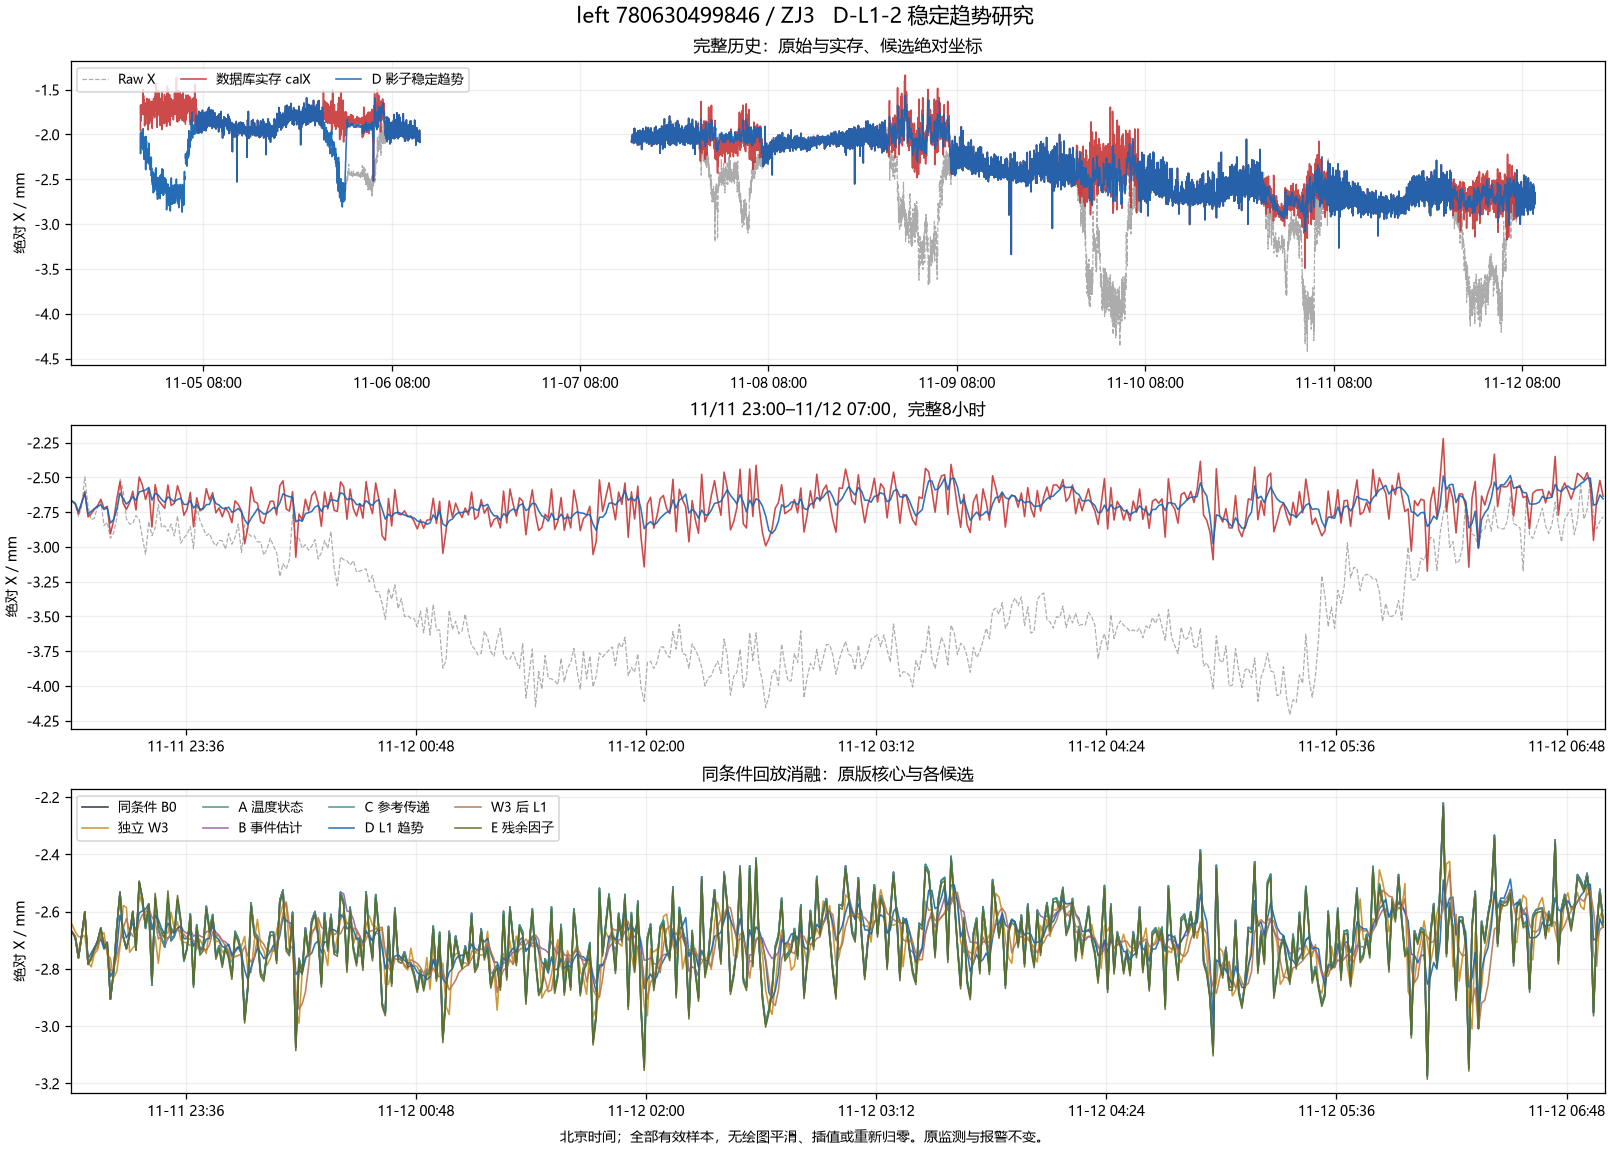 left 780630499846 / ZJ3   D-L1-2 稳定趋势研究
完整历史：原始与实存、候选绝对坐标
Raw X   数据库实存 calX   D 影子稳定趋势
绝对 X / mm
-1.5
-2.0
-2.5
-3.0
-3.5
-4.0
-4.5
11-05 08:00   11-06 08:00   11-07 08:00   11-08 08:00   11-09 08:00   11-10 08:00   11-11 08:00   11-12 08:00
11/11 23:00–11/12 07:00，完整8小时
绝对 X / mm
-2.25
-2.50
-2.75
-3.00
-3.25
-3.50
-3.75
-4.00
-4.25
11-11 23:36   11-12 00:48   11-12 02:00   11-12 03:12   11-12 04:24   11-12 05:36   11-12 06:48
同条件回放消融：原版核心与各候选
同条件 B0   A 温度状态   C 参考传递   W3 后 L1
独立 W3   B 事件估计   D L1 趋势   E 残余因子
绝对 X / mm
-2.2
-2.4
-2.6
-2.8
-3.0
-3.2
11-11 23:36   11-12 00:48   11-12 02:00   11-12 03:12   11-12 04:24   11-12 05:36   11-12 06:48
北京时间；全部有效样本，无绘图平滑、插值或重新归零。原监测与报警不变。